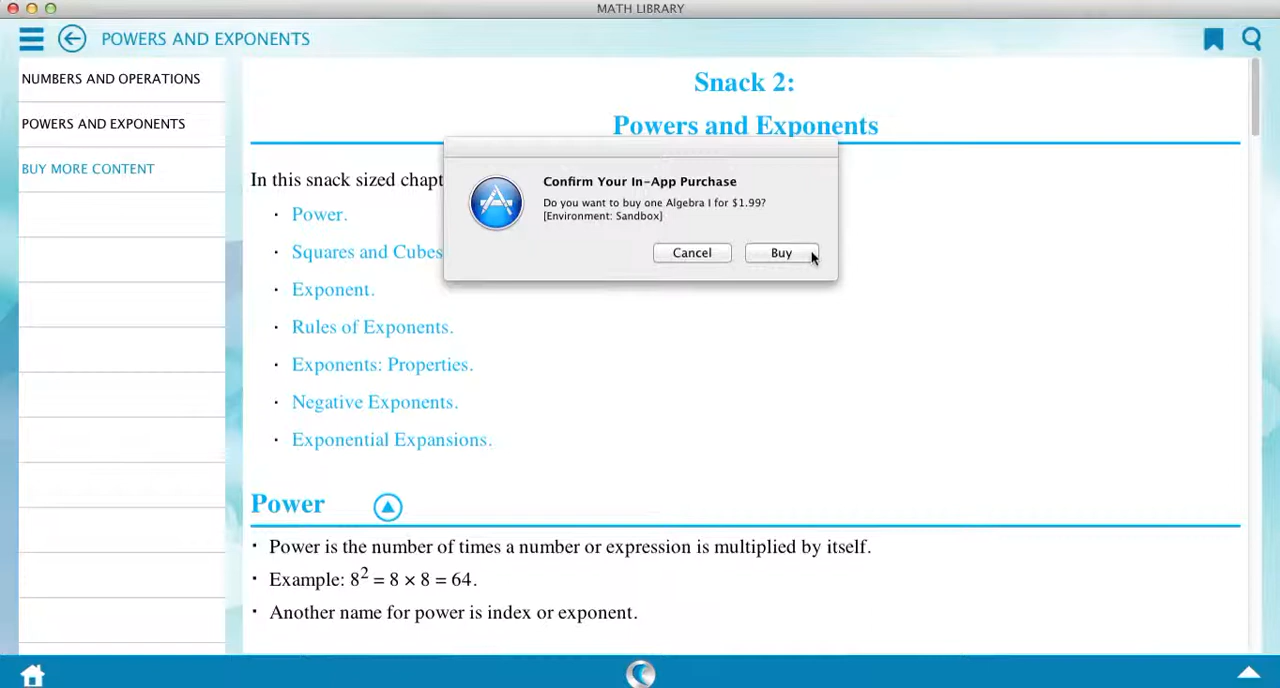 MATH LIBRARY
POWERS AND EXPONENTS
NUMBERS AND OPERATIONS
POWERS AND EXPONENTS
BUY MORE CONTENT
Snack 2:
Powers and Exponents
In this snack sized chapt
· Power.
· Squares and Cubes
· Exponent.
· Rules of Exponents.
· Exponents: Properties.
· Negative Exponents.
· Exponential Expansions.
Confirm Your In-App Purchase
Do you want to buy one Algebra I for $1.99?
[Environment: Sandbox]
Cancel Buy
Power
· Power is the number of times a number or expression is multiplied by itself.
· Example: 8² = 8 × 8 = 64.
· Another name for power is index or exponent.